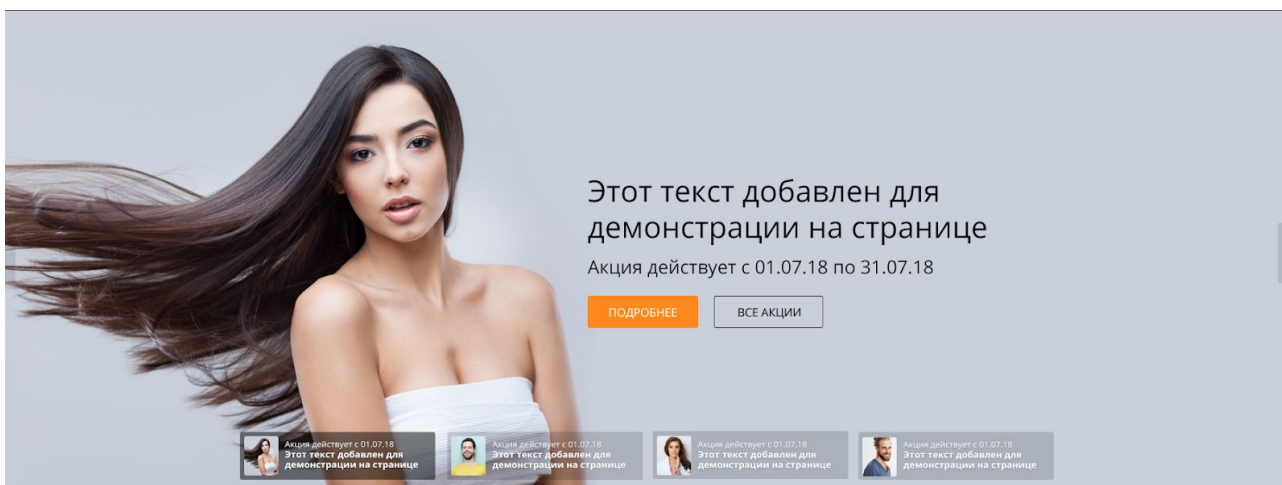 Этот текст добавлен для
демонстрации на странице
Акция действует с 01.07.18 по 31.07.18
ПОДРОБНЕЕ
ВСЕ АКЦИИ
Акция действует с 01.07.18
Этот текст добавлен для
демонстрации на странице
Акция действует с 01.07.18
Этот текст добавлен для
демонстрации на странице
Акция действует с 01.07.18
Этот текст добавлен для
демонстрации на странице
Акция действует с 01.07.18
Этот текст добавлен для
демонстрации на странице